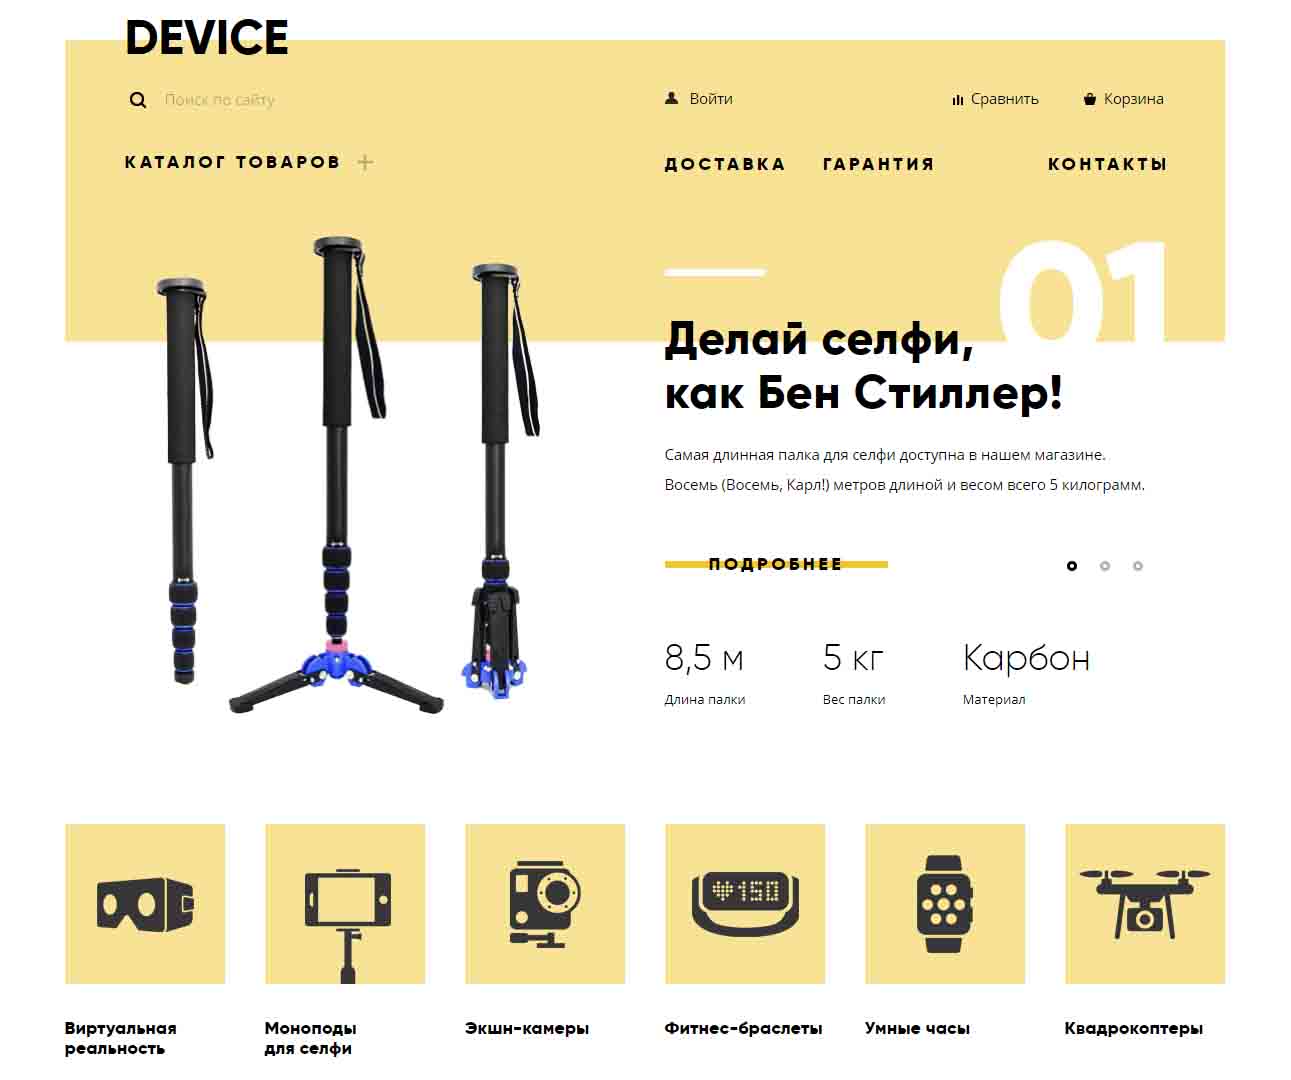 DEVICE
Поиск по сайту
Войти
Сравнить
Корзина
КАТАЛОГ ТОВАРОВ
ДОСТАВКА
ГАРАНТИЯ
КОНТАКТЫ
01
Делай селфи,
как Бен Стиллер!
Самая длинная палка для селфи доступна в нашем магазине.
Восемь (Восемь, Карл!) метров длиной и весом всего 5 килограмм.
ПОДРОБНЕЕ
8,5 м
5 кг
Карбон
Длина палки
Вес палки
Материал
150
Виртуальная
реальность
Моноподы
для селфи
Экшн-камеры
Фитнес-браслеты
Умные часы
Квадрокоптеры